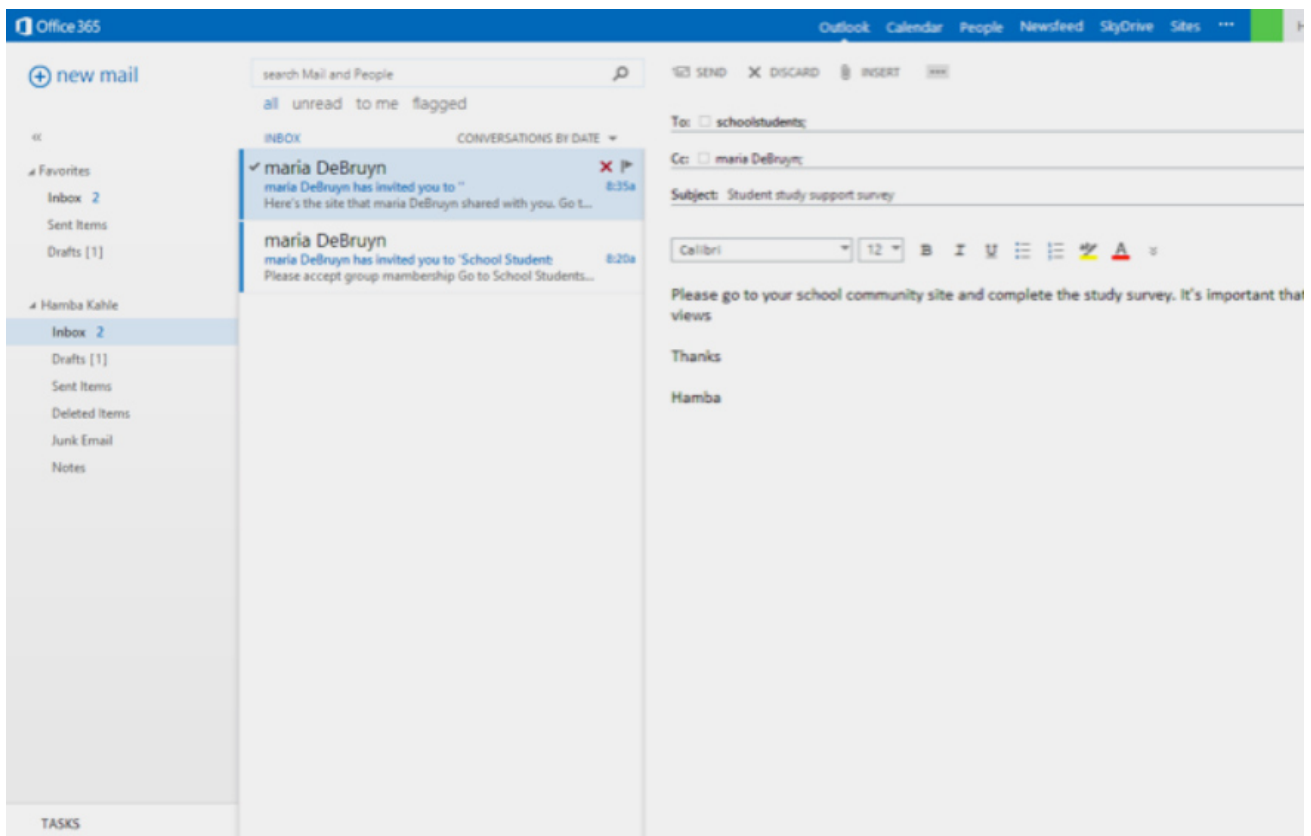 Office 365
Outlook Calendar People Newsfeed SkyDrive Sites ···
new mail
«
Favorites
Inbox 2
Sent Items
Drafts [1]
Hamba Kahle
Inbox 2
Drafts [1]
Sent Items
Deleted Items
Junk Email
Notes
TASKS
search Mail and People
all unread to me flagged
INBOX CONVERSATIONS BY DATE
maria DeBruyn
maria DeBruyn has invited you to '' 8:35a
Here's the site that maria DeBruyn shared with you. Go t...
maria DeBruyn
maria DeBruyn has invited you to 'School Student: 8:20a
Please accept group mambership Go to School Students...
SEND DISCARD INSERT ···
To: schoolstudents;
Cc: maria DeBruyn;
Subject: Student study support survey
Calibri 12 B I U A
Please go to your school community site and complete the study survey. It's important that
views
Thanks
Hamba